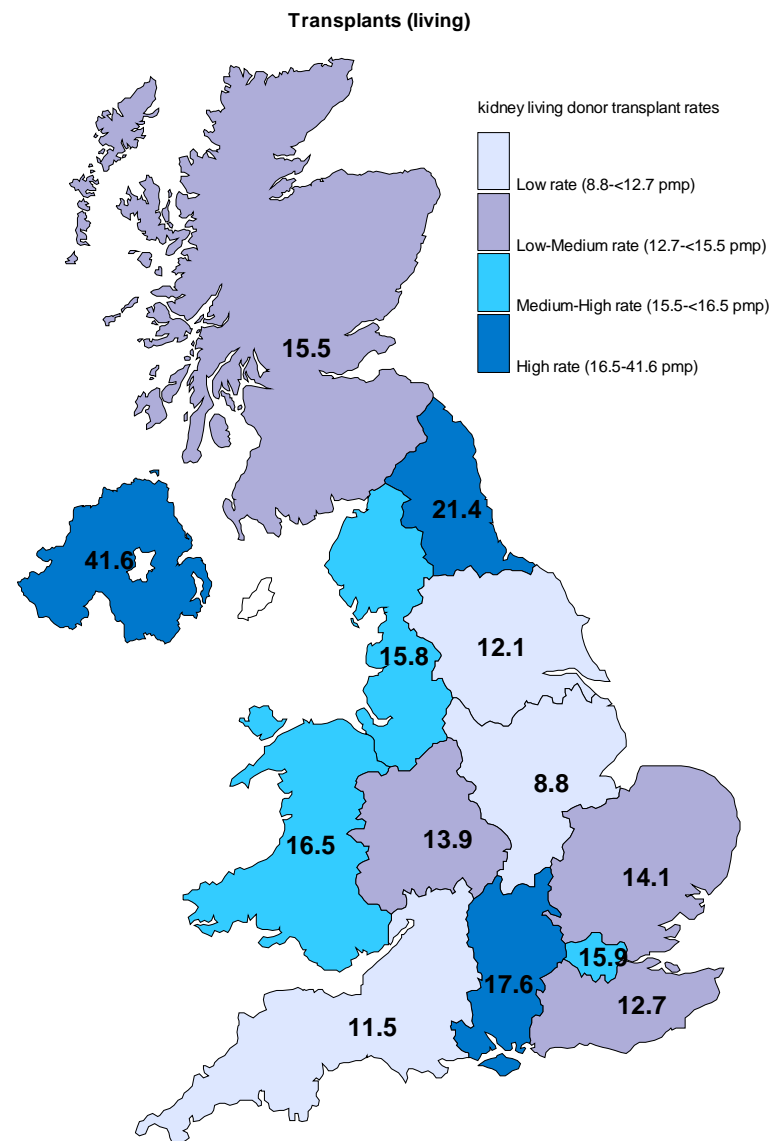 Transplants (living)
kidney living donor transplant rates
Low rate (8.8-<12.7 pmp)
Low-Medium rate (12.7-<15.5 pmp)
Medium-High rate (15.5-<16.5 pmp)
High rate (16.5-41.6 pmp)
15.5
21.4
41.6
12.1
15.8
8.8
16.5
13.9
14.1
15.9
17.6
12.7
11.5